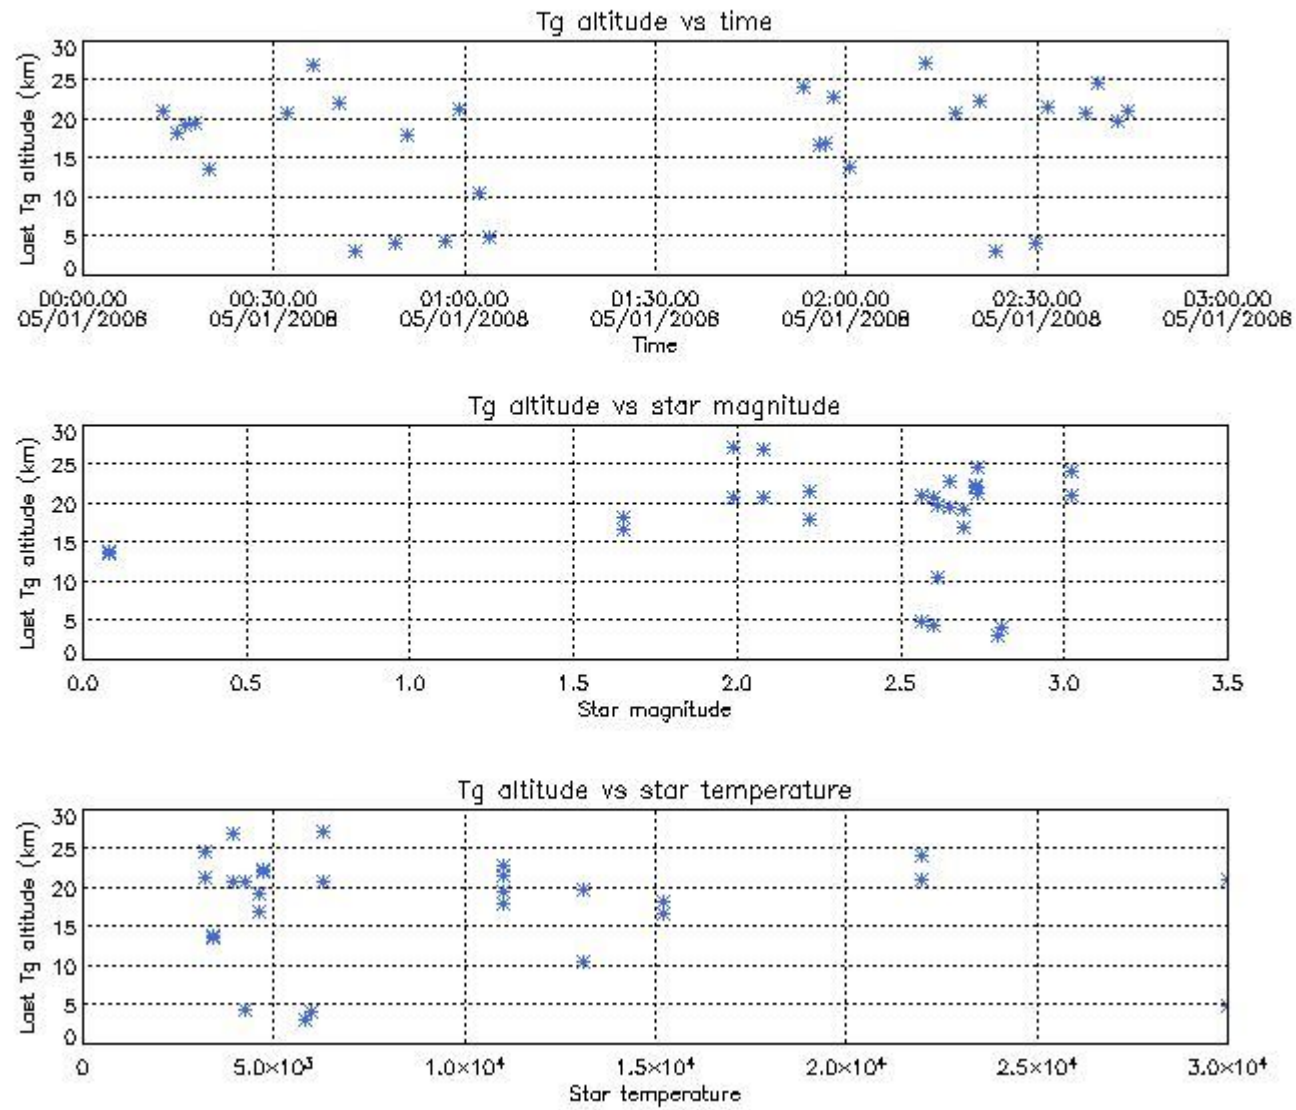 Tg altitude vs time
30
25
20
15
10
5
0
Last Tg altitude (km)
00:00.00 00:30.00 01:00.00 01:30.00 02:00.00 02:30.00 03:00.00
05/01/2006 05/01/2006 05/01/2006 05/01/2006 05/01/2006 05/01/2006 05/01/2006
Time
Tg altitude vs star magnitude
30
25
20
15
10
5
0
Last Tg altitude (km)
0.0 0.5 1.0 1.5 2.0 2.5 3.0 3.5
Star magnitude
Tg altitude vs star temperature
30
25
20
15
10
5
0
Last Tg altitude (km)
0 5.0×10³ 1.0×10⁴ 1.5×10⁴ 2.0×10⁴ 2.5×10⁴ 3.0×10⁴
Star temperature